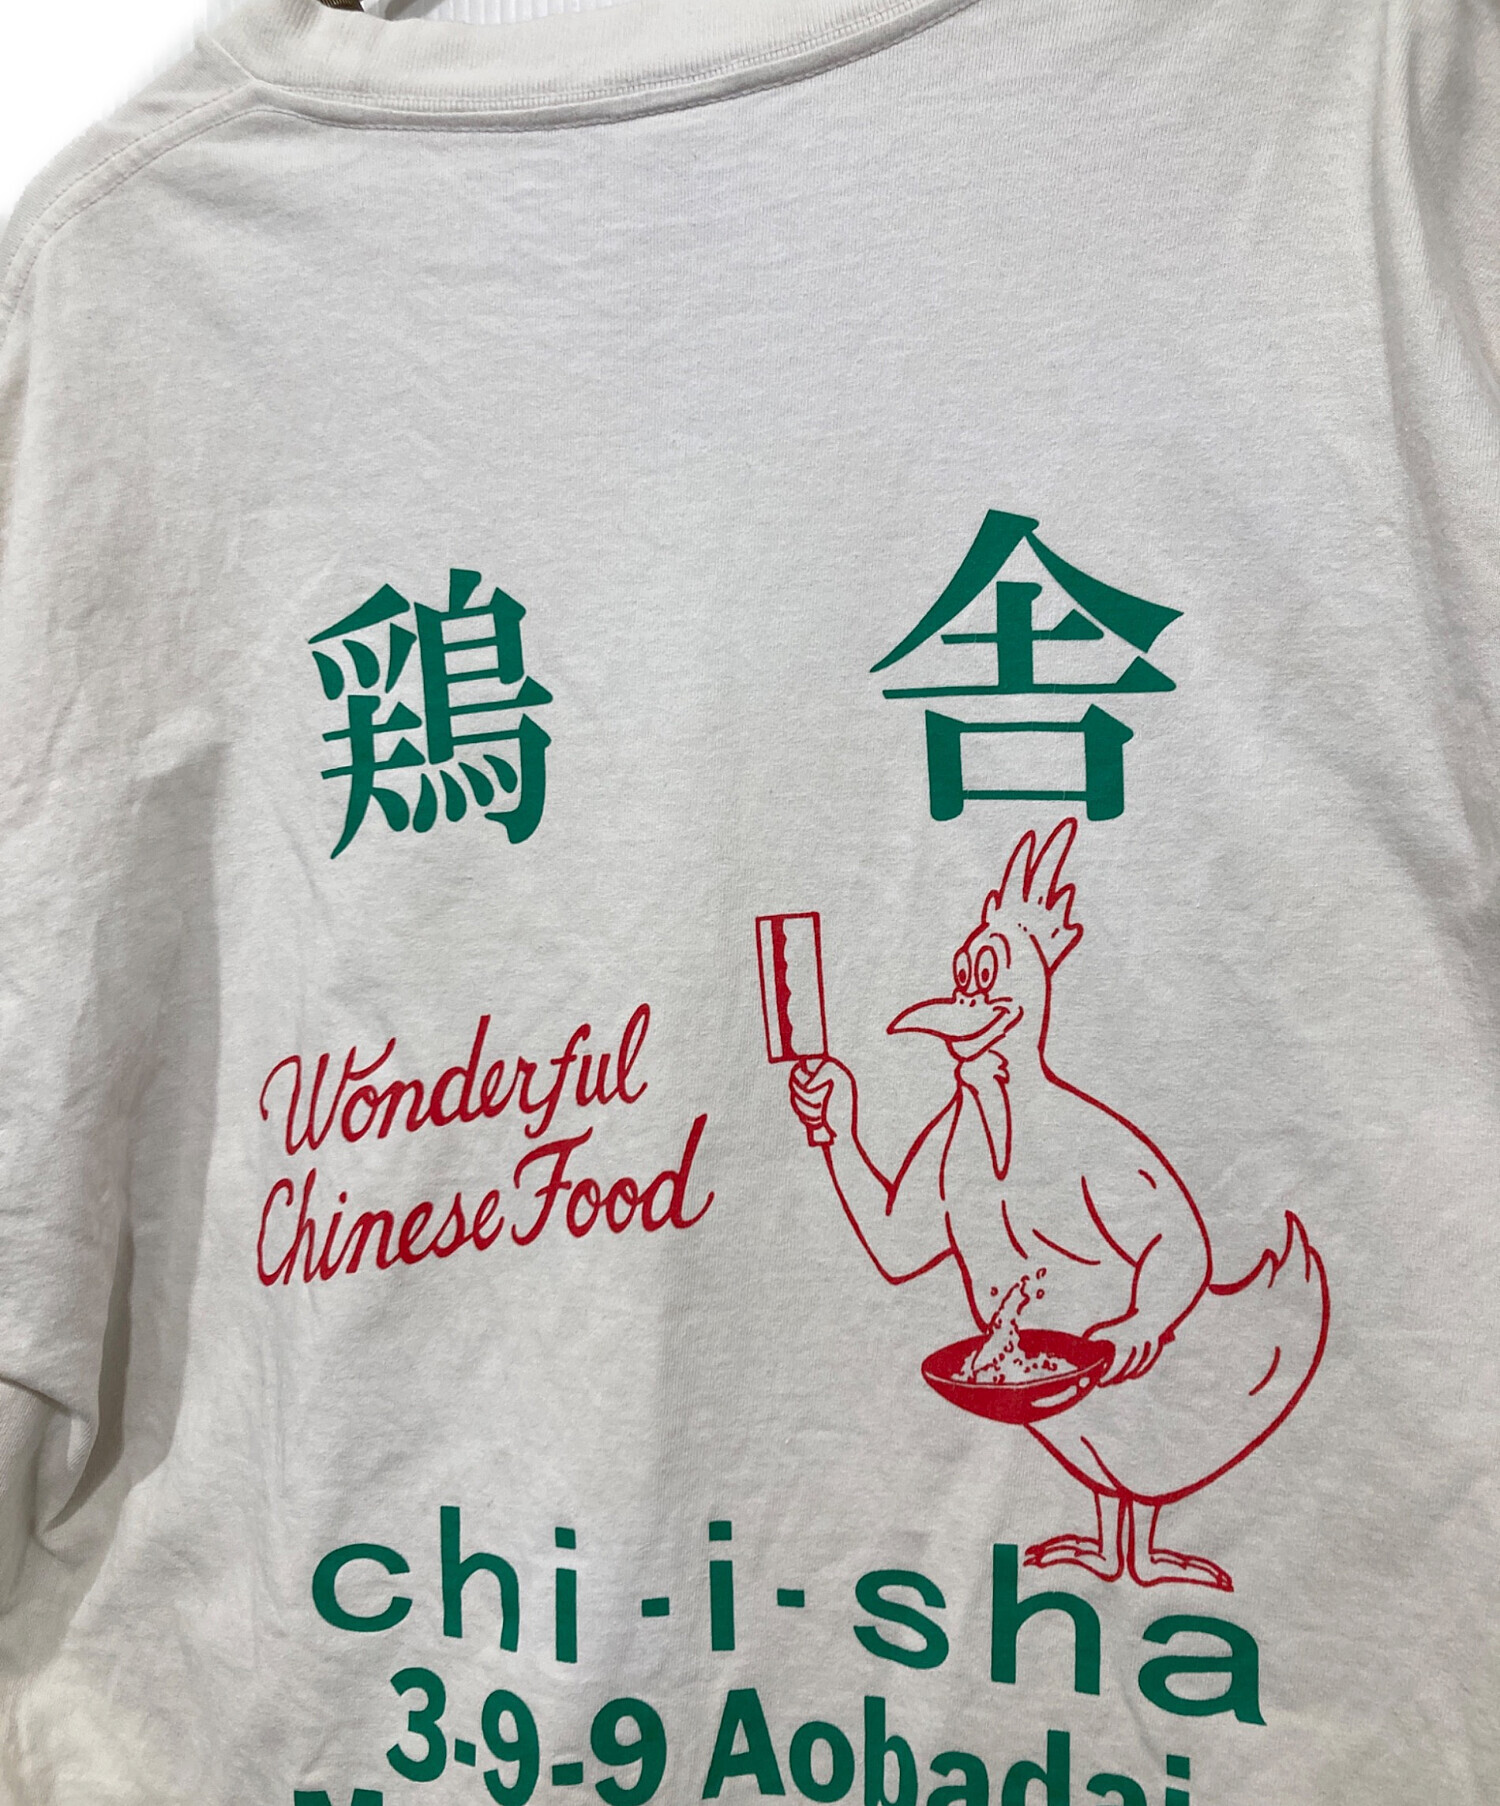 鶏舎
Wonderful
Chinese Food
chi-i-sha
3-9-9 Aobadai